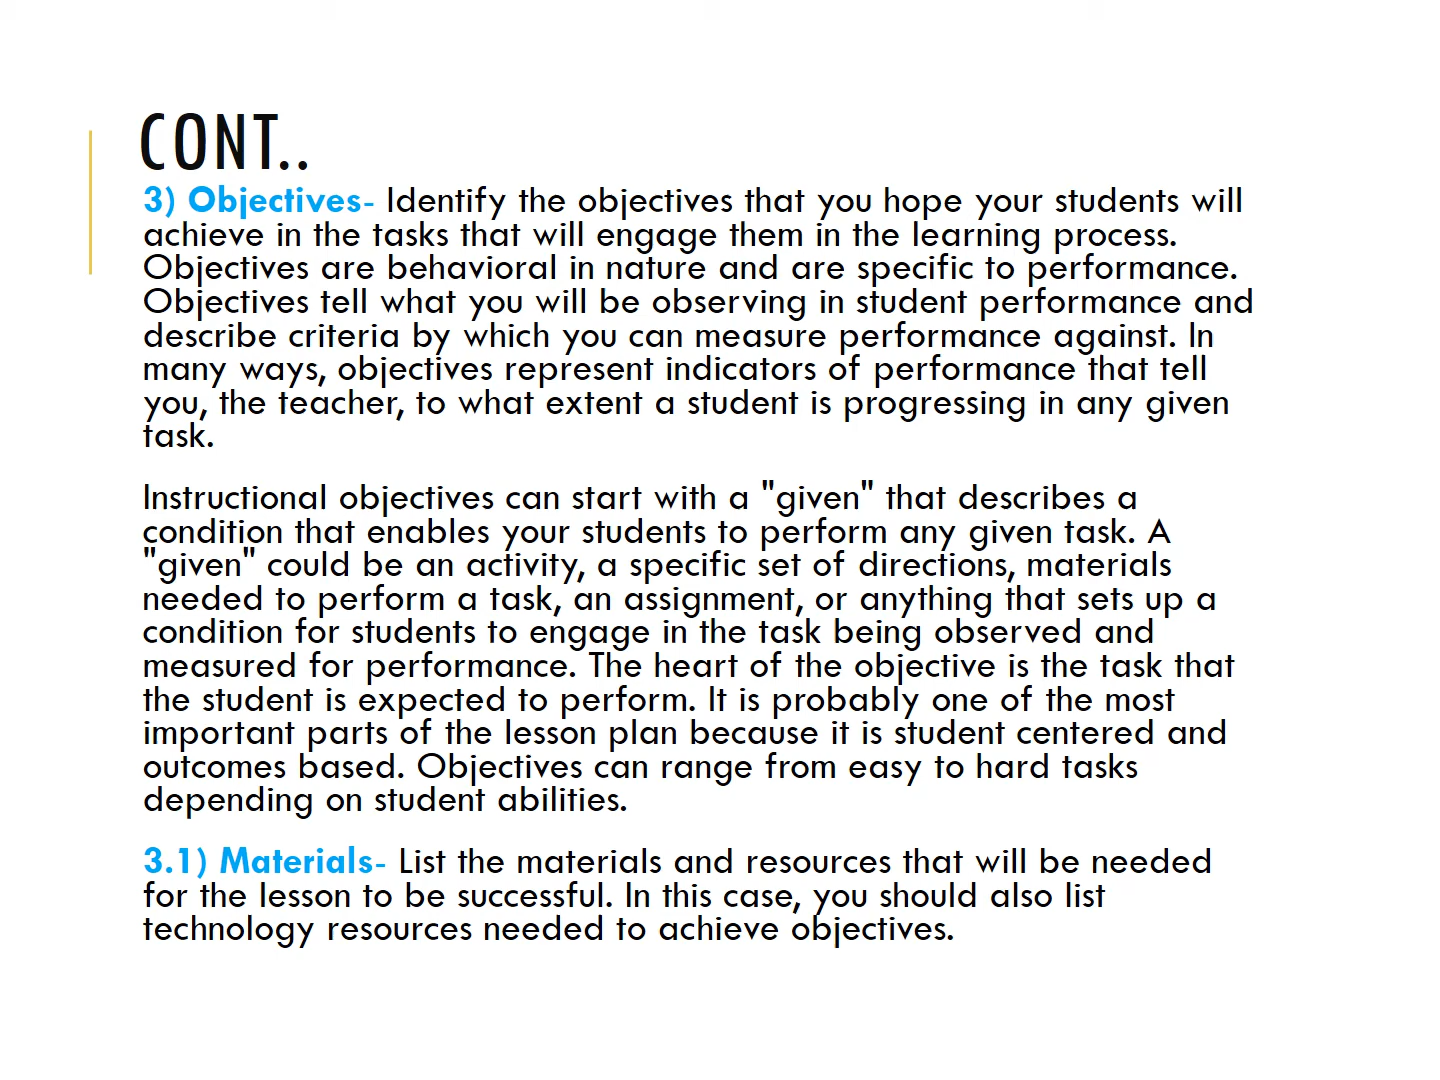 CONT..
3) Objectives- Identify the objectives that you hope your students will
achieve in the tasks that will engage them in the learning process.
Objectives are behavioral in nature and are specific to performance.
Objectives tell what you will be observing in student performance and
describe criteria by which you can measure performance against. In
many ways, objectives represent indicators of performance that tell
you, the teacher, to what extent a student is progressing in any given
task.
Instructional objectives can start with a "given" that describes a
condition that enables your students to perform any given task. A
"given" could be an activity, a specific set of directions, materials
needed to perform a task, an assignment, or anything that sets up a
condition for students to engage in the task being observed and
measured for performance. The heart of the objective is the task that
the student is expected to perform. It is probably one of the most
important parts of the lesson plan because it is student centered and
outcomes based. Objectives can range from easy to hard tasks
depending on student abilities.
3.1) Materials- List the materials and resources that will be needed
for the lesson to be successful. In this case, you should also list
technology resources needed to achieve objectives.